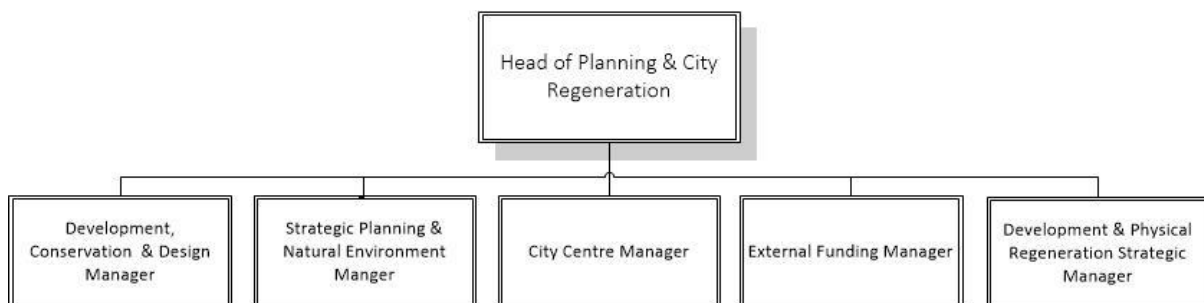 Head of Planning & City
Regeneration
Development,
Conservation & Design
Manager
Strategic Planning &
Natural Environment
Manger
City Centre Manager
External Funding Manager
Development & Physical
Regeneration Strategic
Manager